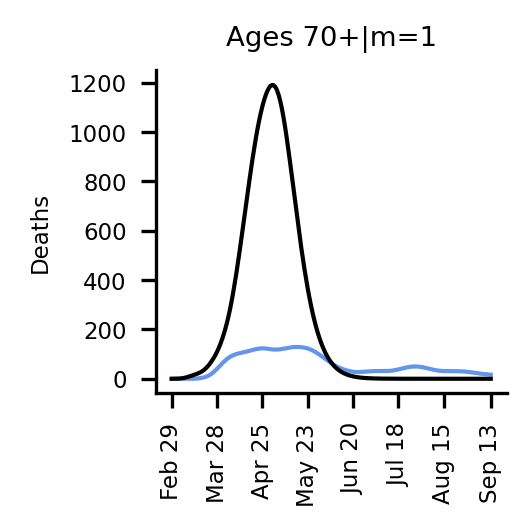 Ages 70+|m=1
Deaths
1200
1000
800
600
400
200
0
Feb 29
Mar 28
Apr 25
May 23
Jun 20
Jul 18
Aug 15
Sep 13